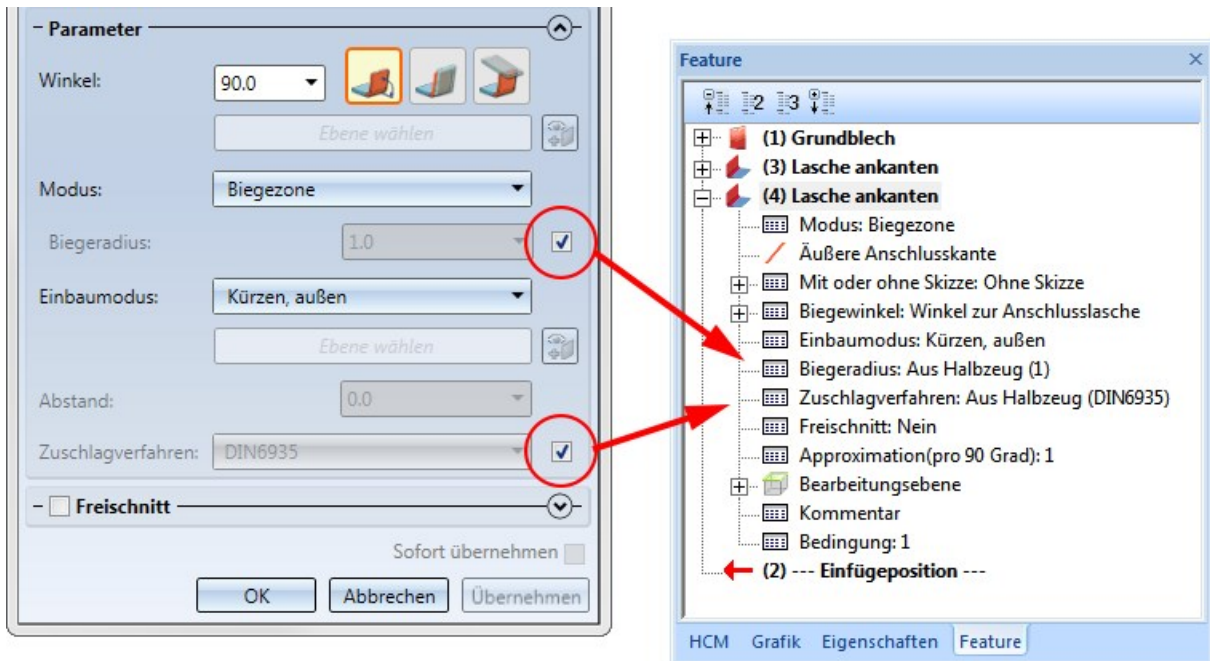 Parameter
Winkel: 90.0
Ebene wählen
Modus: Biegezone
Biegeradius: 1.0
Einbaumodus: Kürzen, außen
Ebene wählen
Abstand: 0.0
Zuschlagverfahren: DIN6935
Freischnitt
Sofort übernehmen
OK Abbrechen Übernehmen
Feature
2 3
(1) Grundblech
(3) Lasche ankanten
(4) Lasche ankanten
Modus: Biegezone
Äußere Anschlusskante
Mit oder ohne Skizze: Ohne Skizze
Biegewinkel: Winkel zur Anschlusslasche
Einbaumodus: Kürzen, außen
Biegeradius: Aus Halbzeug (1)
Zuschlagverfahren: Aus Halbzeug (DIN6935)
Freischnitt: Nein
Approximation(pro 90 Grad): 1
Bearbeitungsebene
Kommentar
Bedingung: 1
(2) --- Einfügeposition ---
HCM Grafik Eigenschaften Feature